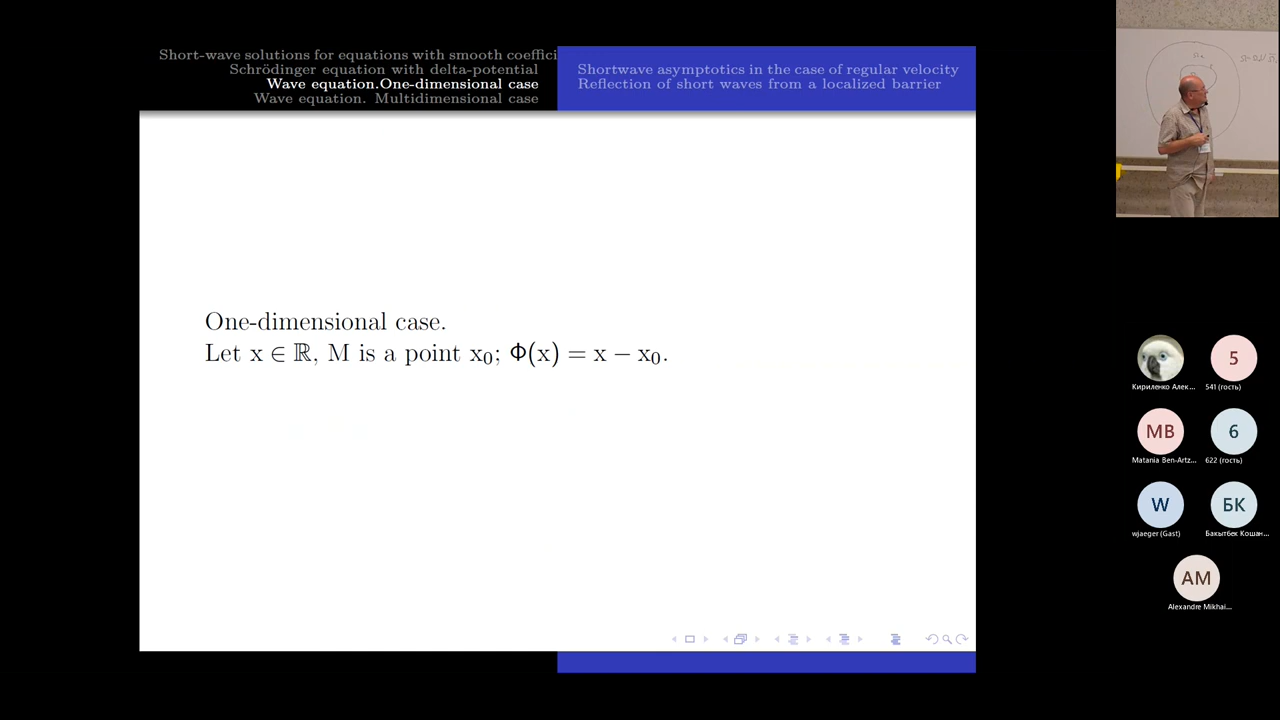 Short-wave solutions for equations with smooth coeffici
Schrödinger equation with delta-potential
Wave equation.One-dimensional case
Wave equation. Multidimensional case
Shortwave asymptotics in the case of regular velocity
Reflection of short waves from a localized barrier
One-dimensional case.
Let x ∈ ℝ, M is a point x₀; Φ(x) = x − x₀.
Кириленко Алек...
5
541 (гость)
MB
Matania Ben-Artz...
6
622 (гость)
W
wjaeger (Gast)
БК
Бакытбек Кошан...
AM
Alexandre Mikhai...